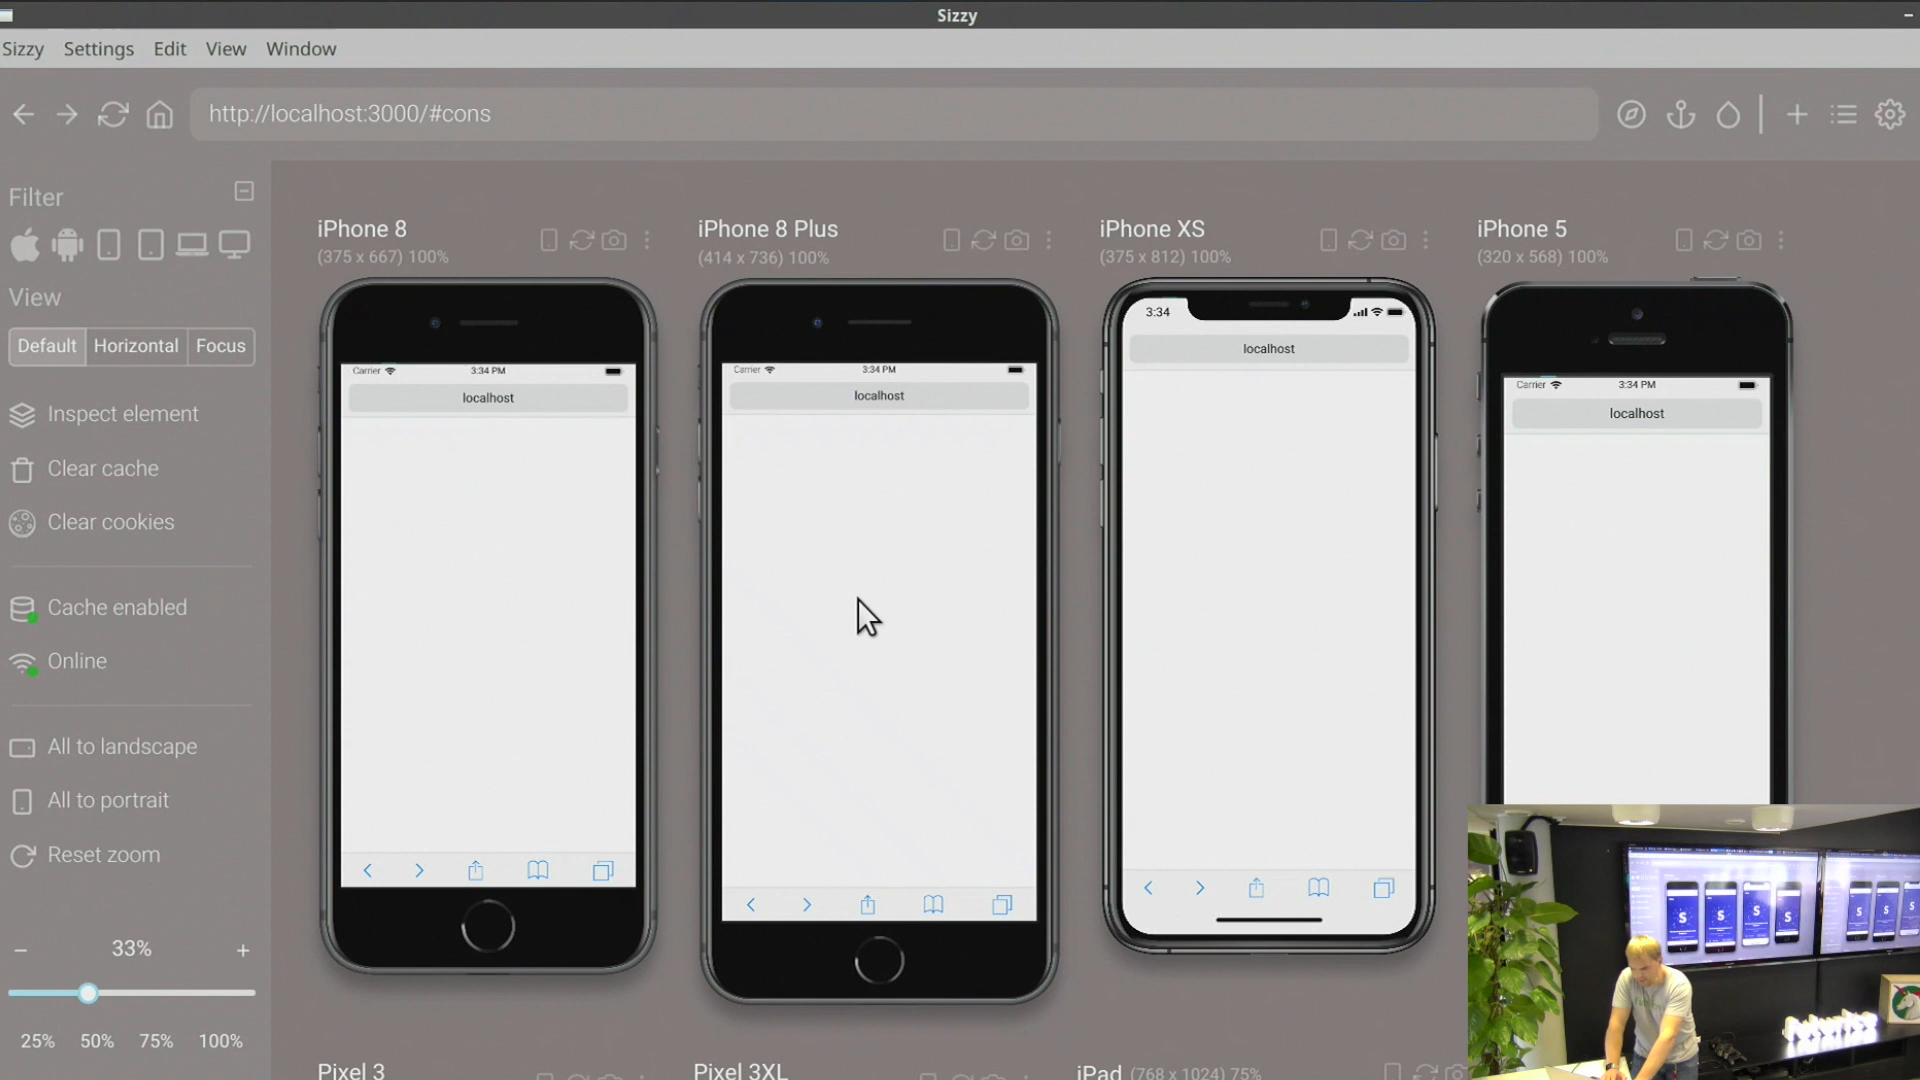 Sizzy
Sizzy Settings Edit View Window
http://localhost:3000/#cons
Filter
View
Default Horizontal Focus
Inspect element
Clear cache
Clear cookies
Cache enabled
Online
All to landscape
All to portrait
Reset zoom
33%
25% 50% 75% 100%
iPhone 8
(375 x 667) 100%
Carrier 3:34 PM
localhost
iPhone 8 Plus
(414 x 736) 100%
Carrier 3:34 PM
localhost
iPhone XS
(375 x 812) 100%
3:34
localhost
iPhone 5
(320 x 568) 100%
Carrier 3:34 PM
localhost
Pixel 3
Pixel 3XL
iPad (768 x 1024) 75%
S S S S